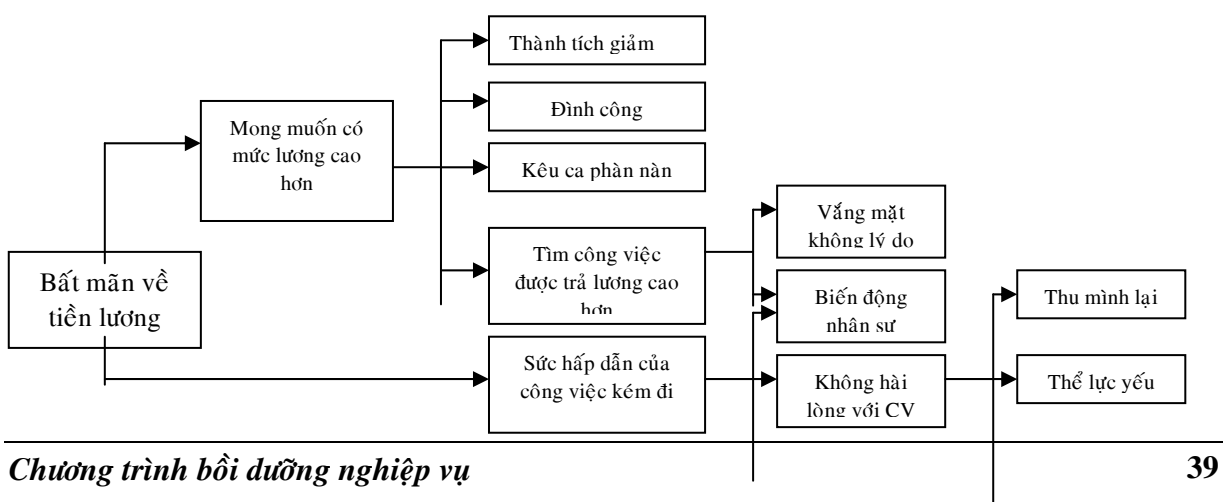 Thành tích giảm
Đình công
Mong muốn có
mức lương cao
hơn
Kêu ca phàn nàn
Vắng mặt
không lý do
Tìm công việc
được trả lương cao
hơn
Bất mãn về
tiền lương
Biến động
nhân sự
Thu mình lại
Sức hấp dẫn của
công việc kém đi
Không hài
lòng với CV
Thể lực yếu
Chương trình bồi dưỡng nghiệp vụ
39